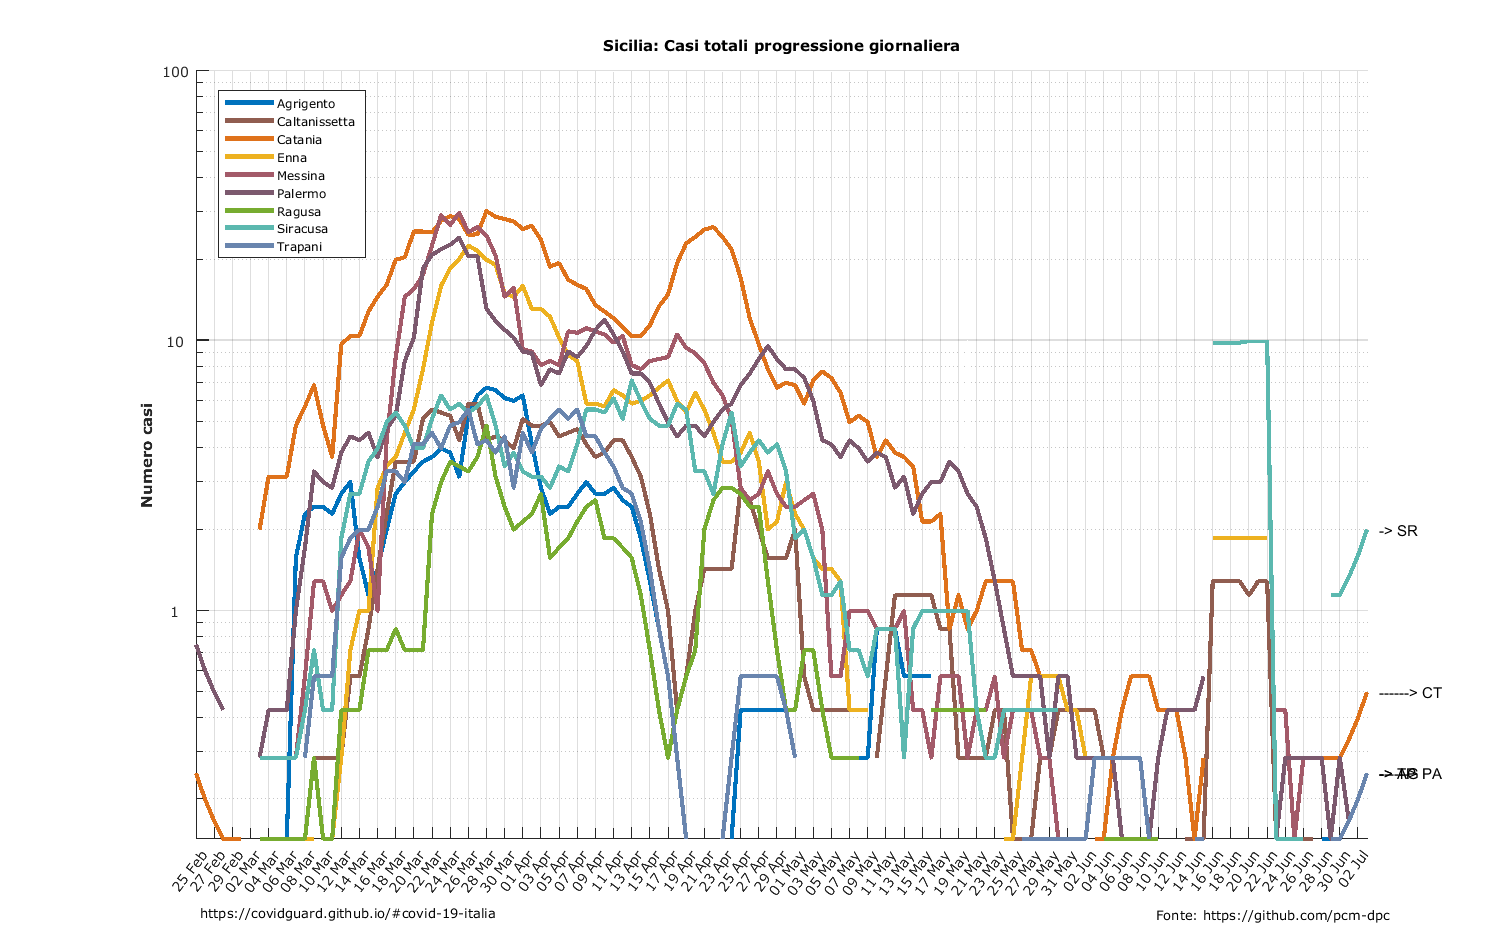 Sicilia: Casi totali progressione giornaliera
100
10
1
Numero casi
Agrigento
Caltanissetta
Catania
Enna
Messina
Palermo
Ragusa
Siracusa
Trapani
-> SR
------> CT
PA
25 Feb
27 Feb
29 Feb
02 Mar
04 Mar
06 Mar
08 Mar
10 Mar
12 Mar
14 Mar
16 Mar
18 Mar
20 Mar
22 Mar
24 Mar
26 Mar
28 Mar
30 Mar
01 Apr
03 Apr
05 Apr
07 Apr
09 Apr
11 Apr
13 Apr
15 Apr
17 Apr
19 Apr
21 Apr
23 Apr
25 Apr
27 Apr
29 Apr
01 May
03 May
05 May
07 May
09 May
11 May
13 May
15 May
17 May
19 May
21 May
23 May
25 May
27 May
29 May
31 May
02 Jun
04 Jun
06 Jun
08 Jun
10 Jun
12 Jun
14 Jun
16 Jun
18 Jun
20 Jun
22 Jun
24 Jun
26 Jun
28 Jun
30 Jun
02 Jul
https://covidguard.github.io/#covid-19-italia
Fonte: https://github.com/pcm-dpc